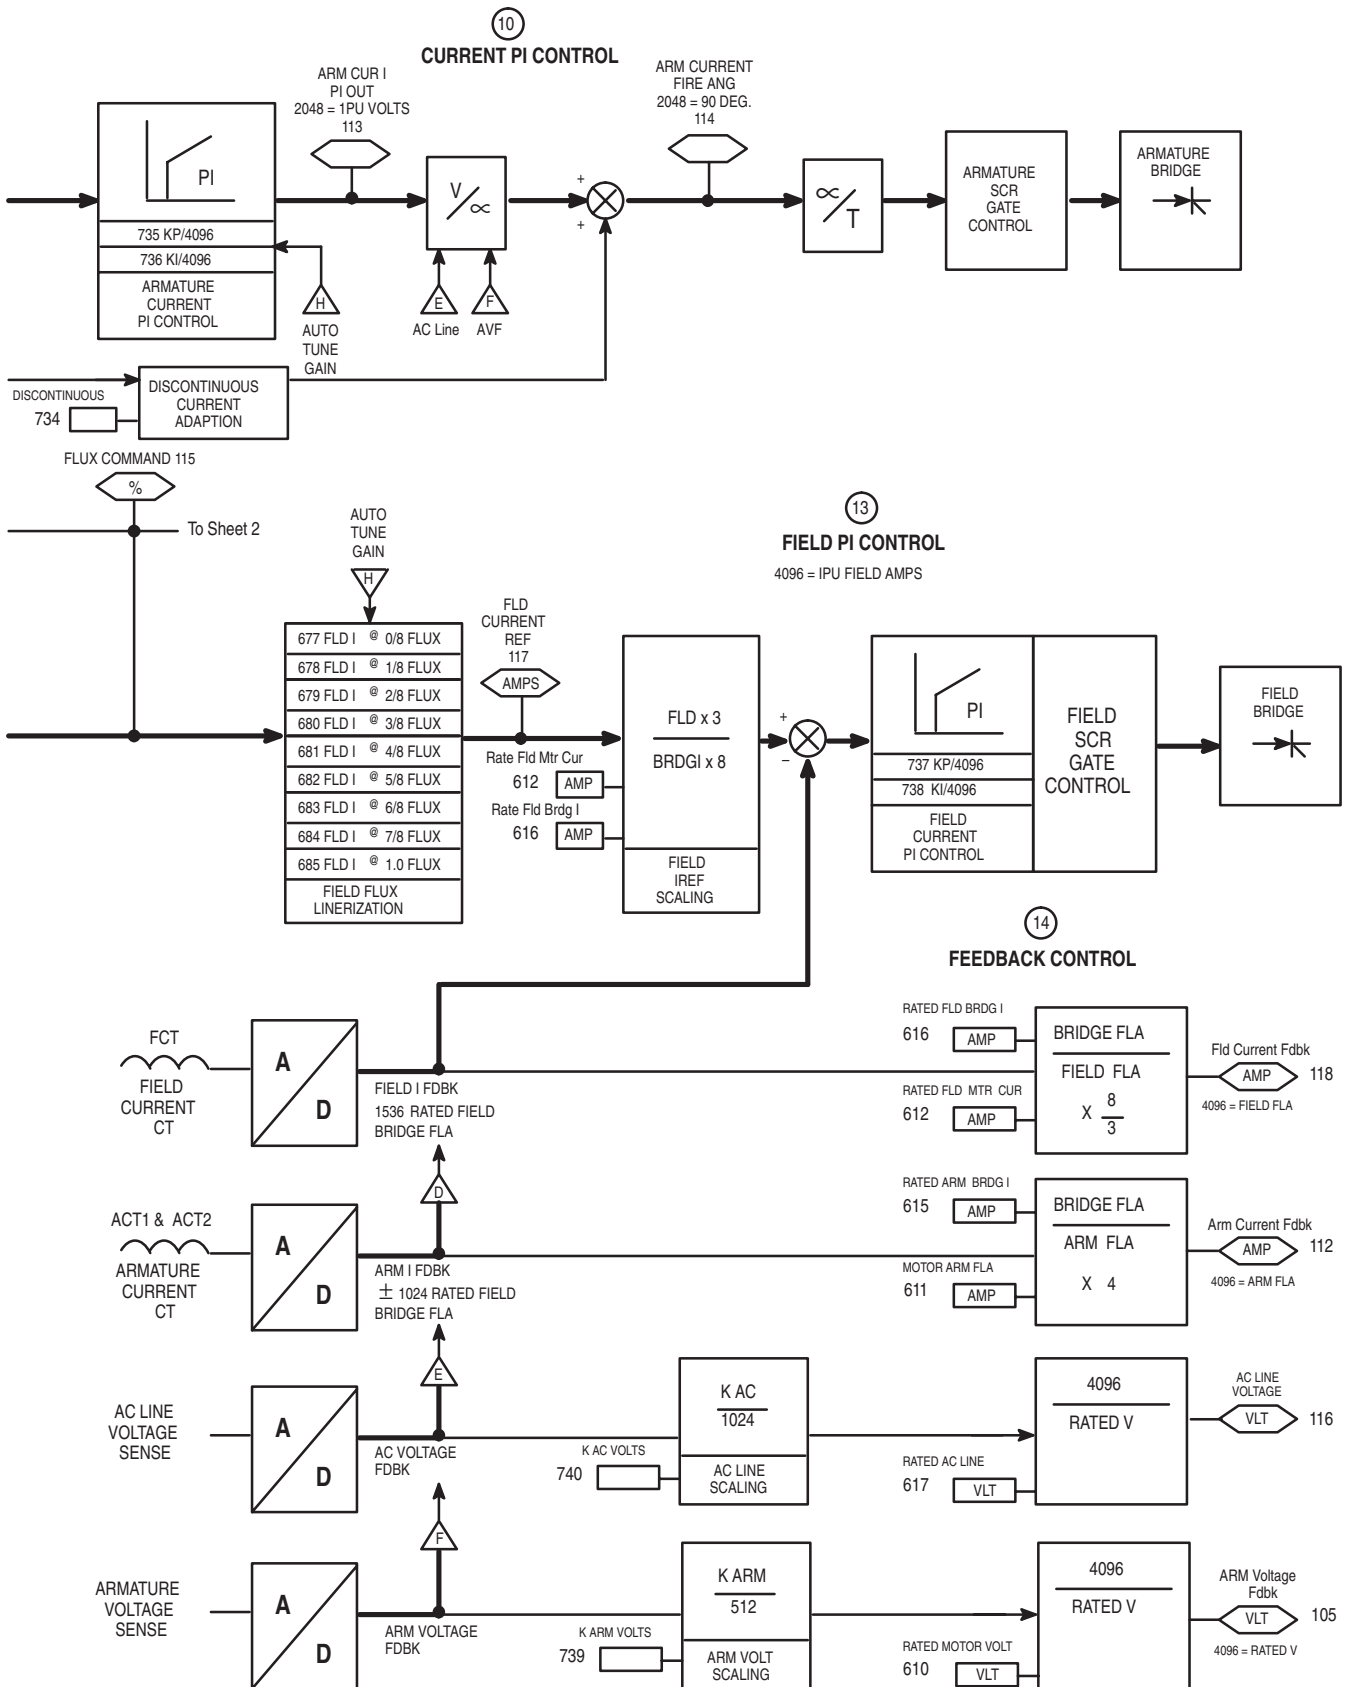 10
CURRENT PI CONTROL
ARM CUR I
PI OUT
2048 = 1PU VOLTS
113
ARM CURRENT
FIRE ANG
2048 = 90 DEG.
114
PI
735 KP/4096
736 KI/4096
ARMATURE
CURRENT
PI CONTROL
H
AUTO
TUNE
GAIN
V
∝
E
AC Line
F
AVF
+
+
∝
T
ARMATURE
SCR
GATE
CONTROL
ARMATURE
BRIDGE
DISCONTINUOUS
734
DISCONTINUOUS
CURRENT
ADAPTION
FLUX COMMAND 115
%
To Sheet 2
AUTO
TUNE
GAIN
H
13
FIELD PI CONTROL
4096 = IPU FIELD AMPS
677 FLD I @ 0/8 FLUX
678 FLD I @ 1/8 FLUX
679 FLD I @ 2/8 FLUX
680 FLD I @ 3/8 FLUX
681 FLD I @ 4/8 FLUX
682 FLD I @ 5/8 FLUX
683 FLD I @ 6/8 FLUX
684 FLD I @ 7/8 FLUX
685 FLD I @ 1.0 FLUX
FIELD FLUX
LINERIZATION
FLD
CURRENT
REF
117
AMPS
Rate Fld Mtr Cur
612 AMP
Rate Fld Brdg I
616 AMP
FLD x 3
BRDGI x 8
FIELD
IREF
SCALING
+
–
PI
737 KP/4096
738 KI/4096
FIELD
CURRENT
PI CONTROL
FIELD
SCR
GATE
CONTROL
FIELD
BRIDGE
14
FEEDBACK CONTROL
FCT
FIELD
CURRENT
CT
A
D
FIELD I FDBK
1536 RATED FIELD
BRIDGE FLA
RATED FLD BRDG I
616 AMP
RATED FLD MTR CUR
612 AMP
BRIDGE FLA
FIELD FLA
X 8
3
Fld Current Fdbk
AMP 118
4096 = FIELD FLA
D
ACT1 & ACT2
ARMATURE
CURRENT
CT
A
D
ARM I FDBK
± 1024 RATED FIELD
BRIDGE FLA
RATED ARM BRDG I
615 AMP
MOTOR ARM FLA
611 AMP
BRIDGE FLA
ARM FLA
X 4
Arm Current Fdbk
AMP 112
4096 = ARM FLA
E
AC LINE
VOLTAGE
SENSE
A
D
AC VOLTAGE
FDBK
K AC VOLTS
740
K AC
1024
AC LINE
SCALING
RATED AC LINE
617 VLT
4096
RATED V
AC LINE
VOLTAGE
VLT 116
F
ARMATURE
VOLTAGE
SENSE
A
D
ARM VOLTAGE
FDBK
K ARM VOLTS
739
K ARM
512
ARM VOLT
SCALING
RATED MOTOR VOLT
610 VLT
4096
RATED V
ARM Voltage
Fdbk
VLT 105
4096 = RATED V